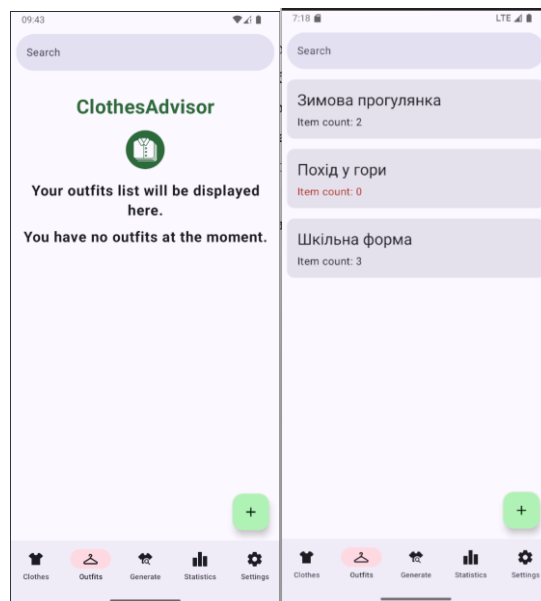 09:43
Search
ClothesAdvisor
Your outfits list will be displayed
here.
You have no outfits at the moment.
+
Clothes
Outfits
Generate
Statistics
Settings
7:18
LTE
Search
Зимова прогулянка
Item count: 2
Похід у гори
Item count: 0
Шкільна форма
Item count: 3
+
Clothes
Outfits
Generate
Statistics
Settings